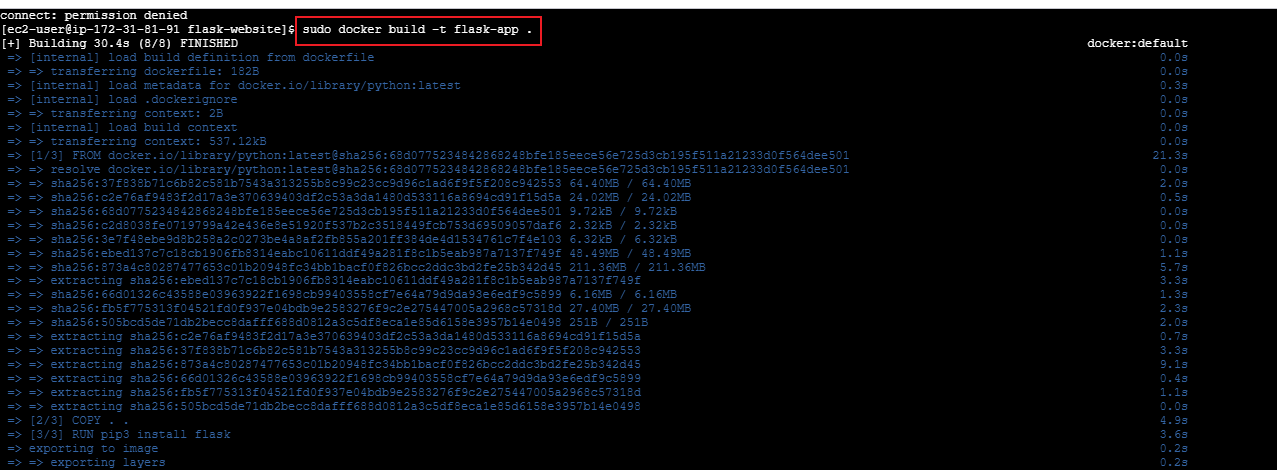 connect: permission denied
[ec2-user@ip-172-31-81-91 flask-website]$ sudo docker build -t flask-app .
[+] Building 30.4s (8/8) FINISHED docker:default
=> [internal] load build definition from dockerfile 0.0s
=> => transferring dockerfile: 182B 0.0s
=> [internal] load metadata for docker.io/library/python:latest 0.3s
=> [internal] load .dockerignore 0.0s
=> => transferring context: 2B 0.0s
=> [internal] load build context 0.0s
=> => transferring context: 537.12kB 0.0s
=> [1/3] FROM docker.io/library/python:latest@sha256:68d0775234842868248bfe185eece56e725d3cb195f511a21233d0f564dee501 21.3s
=> => resolve docker.io/library/python:latest@sha256:68d0775234842868248bfe185eece56e725d3cb195f511a21233d0f564dee501 0.0s
=> => sha256:37f838b71c6b82c581b7543a313255b8c99c23cc9d96c1ad6f9f5f208c942553 64.40MB / 64.40MB 2.0s
=> => sha256:c2e76af9483f2d17a3e370639403df2c53a3da1480d533116a8694cd91f15d5a 24.02MB / 24.02MB 0.5s
=> => sha256:68d0775234842868248bfe185eece56e725d3cb195f511a21233d0f564dee501 9.72kB / 9.72kB 0.0s
=> => sha256:c2d8038fe0719799a42e436e8e51920f537b2c3518449fcb753d69509057daf6 2.32kB / 2.32kB 0.0s
=> => sha256:3e7f48ebe9d8b258a2c0273be4a8af2fb855a201ff384de4d1534761c7f4e103 6.32kB / 6.32kB 0.0s
=> => sha256:ebed137c7c18cb1906fb8314eabc10611ddf49a281f8c1b5eab987a7137f749f 48.49MB / 48.49MB 1.1s
=> => sha256:873a4c80287477653c01b20948fc34bb1bacf0f826bcc2ddc3bd2fe25b342d45 211.36MB / 211.36MB 5.7s
=> => extracting sha256:ebed137c7c18cb1906fb8314eabc10611ddf49a281f8c1b5eab987a7137f749f 3.3s
=> => sha256:66d01326c43588e03963922f1698cb99403558cf7e64a79d9da93e6edf9c5899 6.16MB / 6.16MB 1.3s
=> => sha256:fb5f775313f04521fd0f937e04bdb9e2583276f9c2e275447005a2968c57318d 27.40MB / 27.40MB 2.3s
=> => sha256:505bcd5de71db2becc8dafff688d0812a3c5df8eca1e85d6158e3957b14e0498 251B / 251B 2.0s
=> => extracting sha256:c2e76af9483f2d17a3e370639403df2c53a3da1480d533116a8694cd91f15d5a 0.7s
=> => extracting sha256:37f838b71c6b82c581b7543a313255b8c99c23cc9d96c1ad6f9f5f208c942553 3.3s
=> => extracting sha256:873a4c80287477653c01b20948fc34bb1bacf0f826bcc2ddc3bd2fe25b342d45 9.1s
=> => extracting sha256:66d01326c43588e03963922f1698cb99403558cf7e64a79d9da93e6edf9c5899 0.4s
=> => extracting sha256:fb5f775313f04521fd0f937e04bdb9e2583276f9c2e275447005a2968c57318d 1.1s
=> => extracting sha256:505bcd5de71db2becc8dafff688d0812a3c5df8eca1e85d6158e3957b14e0498 0.0s
=> [2/3] COPY . . 4.9s
=> [3/3] RUN pip3 install flask 3.6s
=> exporting to image 0.2s
=> => exporting layers 0.2s